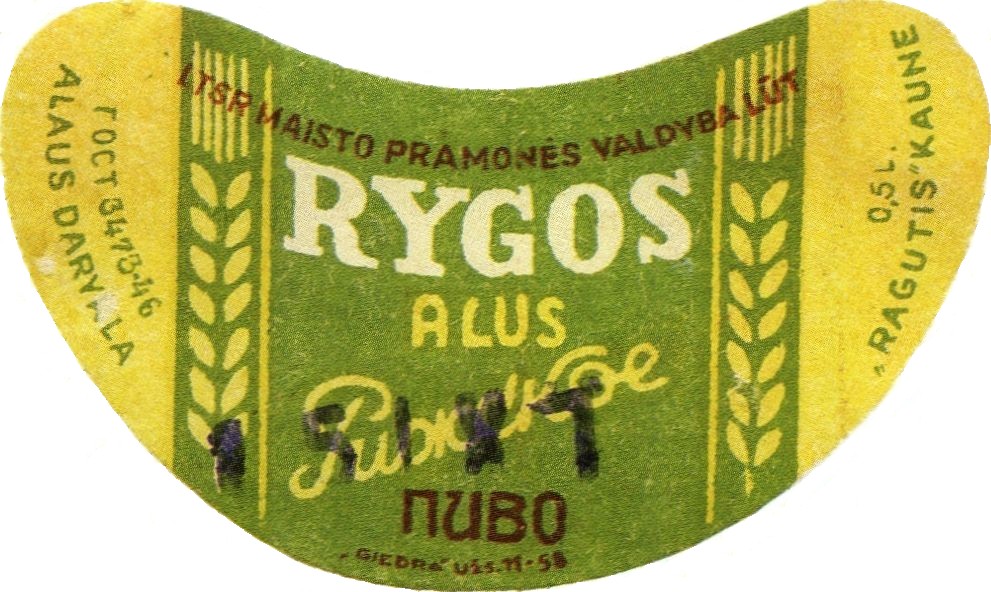 LTSR MAISTO PRAMONĖS VALDYBA LŪT
RYGOS
ALUS
Рижское
ПИВО
„GIEDRA" Užs. 11-58
ГОСТ 3473-46
ALAUS DARYKLA
0,5 L.
„RAGUTIS" KAUNE